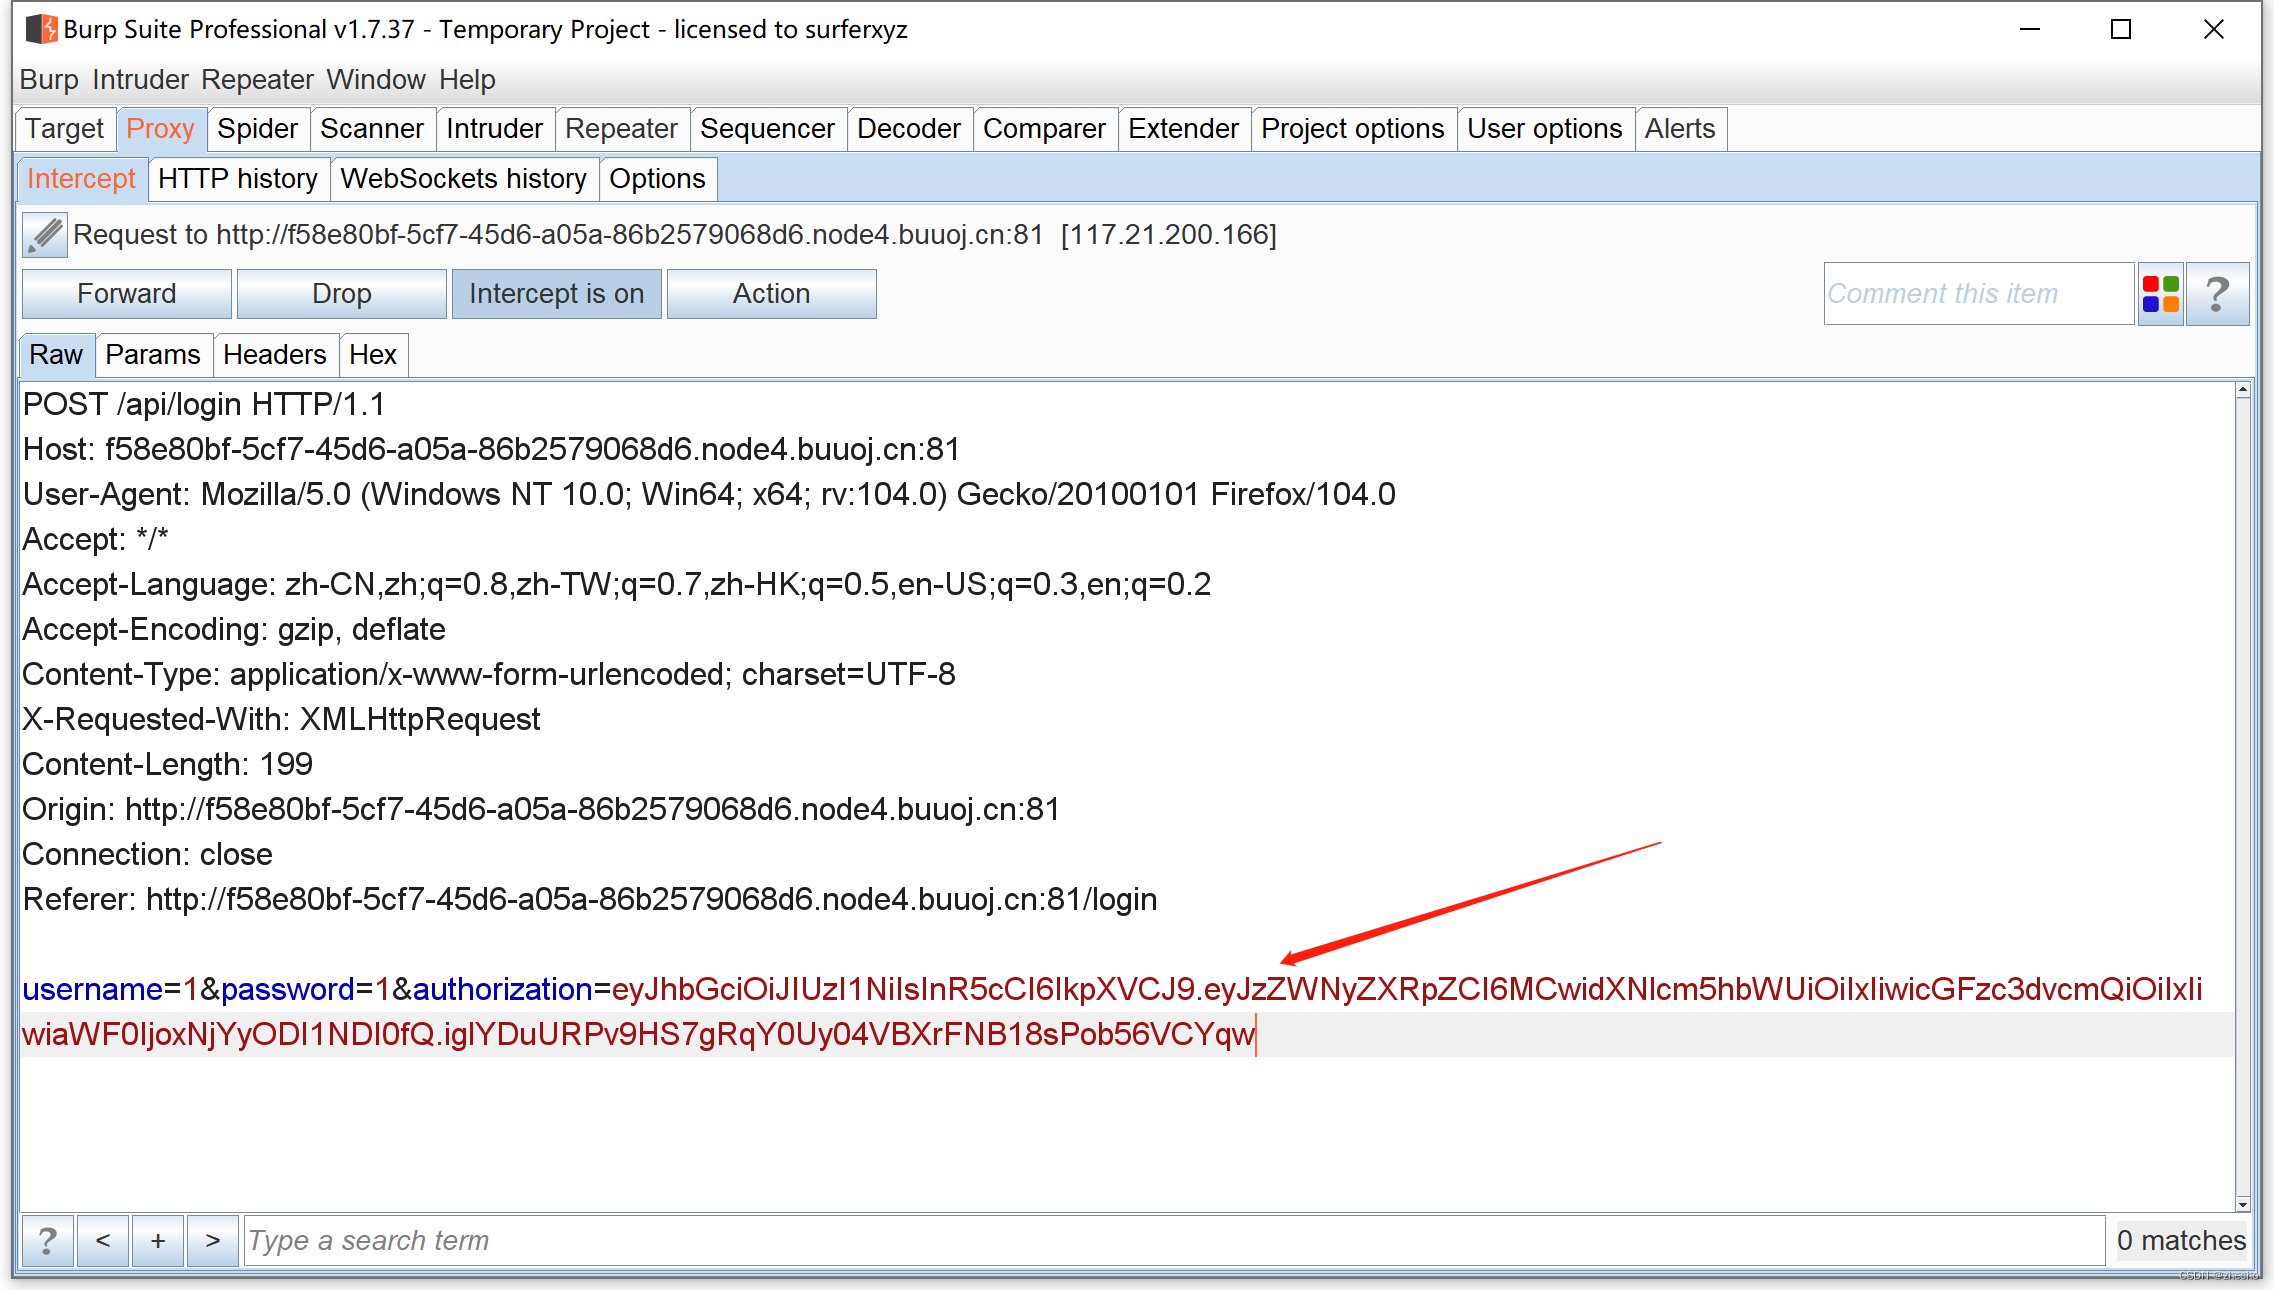 Burp Suite Professional v1.7.37 - Temporary Project - licensed to surferxyz
Burp Intruder Repeater Window Help
Target Proxy Spider Scanner Intruder Repeater Sequencer Decoder Comparer Extender Project options User options Alerts
Intercept HTTP history WebSockets history Options
Request to http://f58e80bf-5cf7-45d6-a05a-86b2579068d6.node4.buuoj.cn:81 [117.21.200.166]
Forward Drop Intercept is on Action Comment this item ?
Raw Params Headers Hex
POST /api/login HTTP/1.1
Host: f58e80bf-5cf7-45d6-a05a-86b2579068d6.node4.buuoj.cn:81
User-Agent: Mozilla/5.0 (Windows NT 10.0; Win64; x64; rv:104.0) Gecko/20100101 Firefox/104.0
Accept: */*
Accept-Language: zh-CN,zh;q=0.8,zh-TW;q=0.7,zh-HK;q=0.5,en-US;q=0.3,en;q=0.2
Accept-Encoding: gzip, deflate
Content-Type: application/x-www-form-urlencoded; charset=UTF-8
X-Requested-With: XMLHttpRequest
Content-Length: 199
Origin: http://f58e80bf-5cf7-45d6-a05a-86b2579068d6.node4.buuoj.cn:81
Connection: close
Referer: http://f58e80bf-5cf7-45d6-a05a-86b2579068d6.node4.buuoj.cn:81/login
username=1&password=1&authorization=eyJhbGciOiJIUzI1NiIsInR5cCI6IkpXVCJ9.eyJzZWNyZXRpZCI6MCwidXNlcm5hbWUiOiIxIiwicGFzc3dvcmQiOiIxIi
wiaWF0IjoxNjYyODI1NDI0fQ.iglYDuURPv9HS7gRqY0Uy04VBXrFNB18sPob56VCYqw
? < + > Type a search term 0 matches